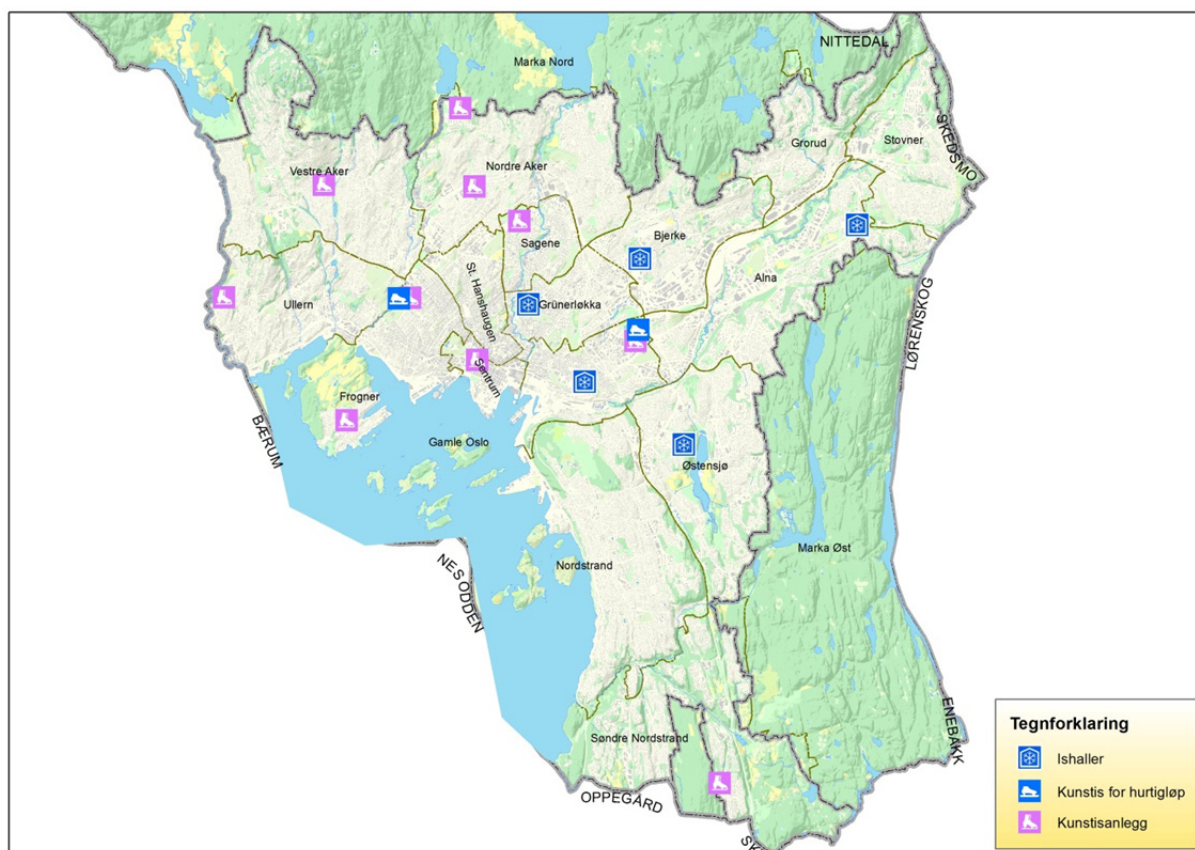 NITTEDAL
Marka Nord
SKEDSMO
Grorud
Stovner
Nordre Aker
Vestre Aker
Sagene
Bjerke
Alna
St. Hanshaugen
Ullern
Grünerløkka
LØRENSKOG
Sentrum
Frogner
BÆRUM
Gamle Oslo
Østensjø
Marka Øst
Nordstrand
NESODDEN
ENEBAKK
Søndre Nordstrand
OPPEGÅRD
Tegnforklaring
Ishaller
Kunstis for hurtigløp
Kunstisanlegg